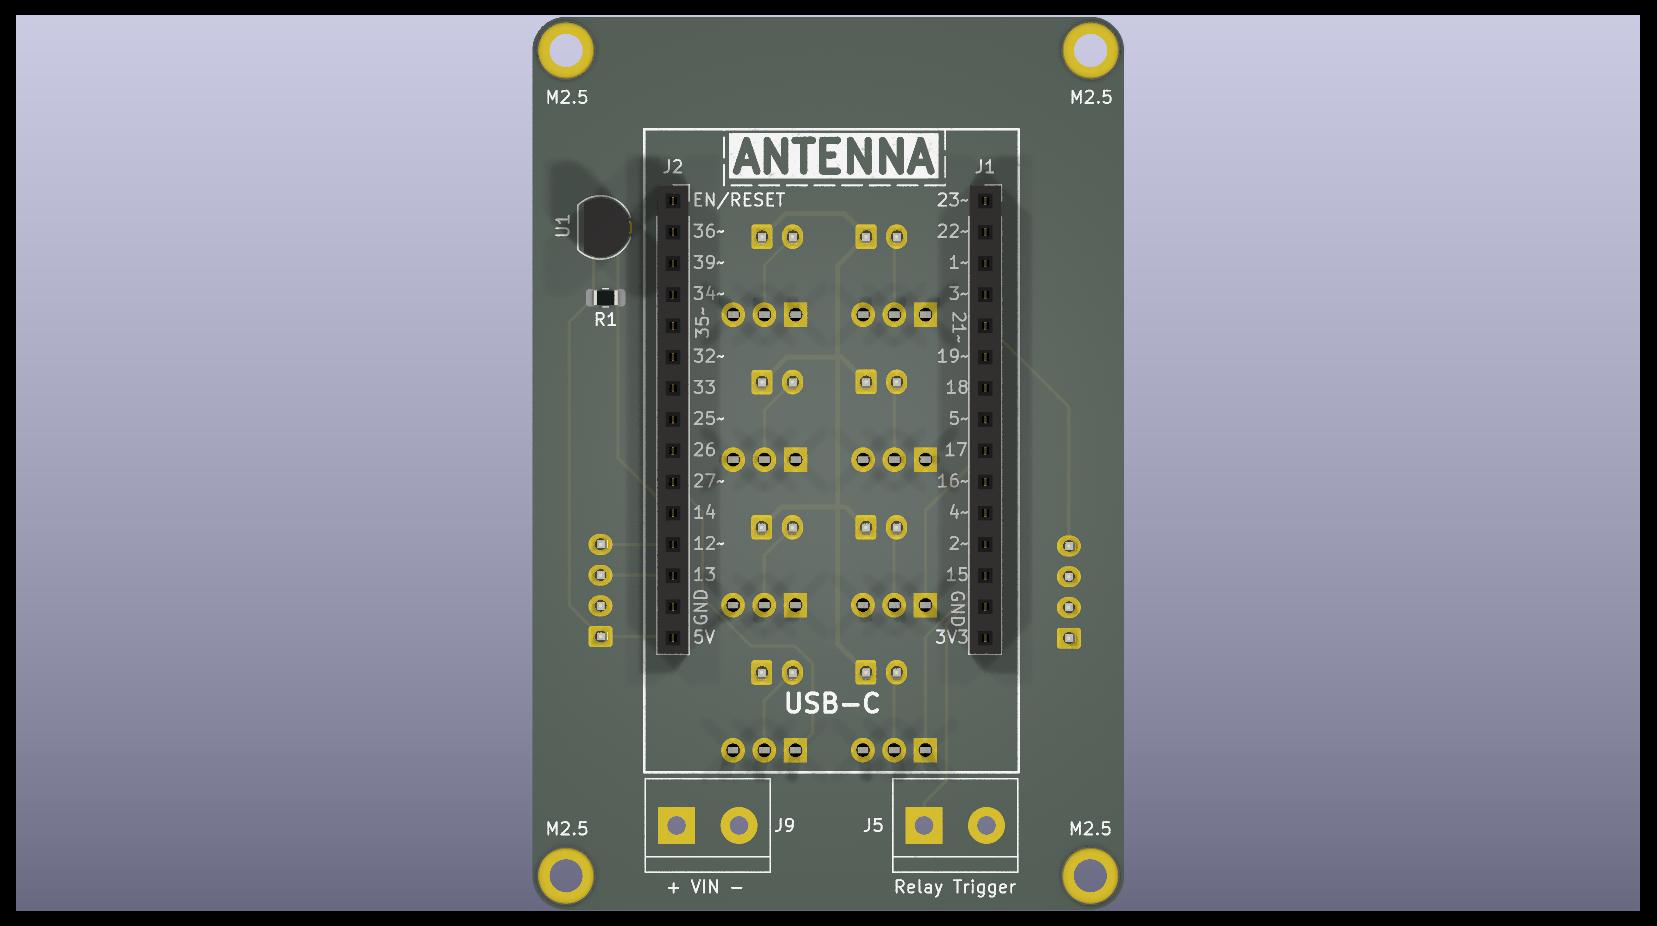 M2.5
M2.5
ANTENNA
J2
J1
EN/RESET
23~
U1
36~
22~
39~
1~
34~
3~
R1
35~
21~
32~
19~
33
18
25~
5~
26
17
27~
16~
14
4~
12~
2~
13
15
GND
GND
5V
3V3
USB-C
M2.5
J9
J5
M2.5
+ VIN -
Relay Trigger